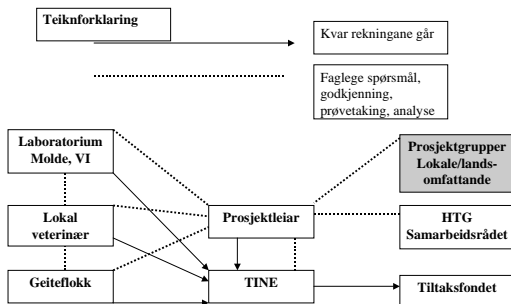 Teiknforklaring
Kvar rekningane går
Faglege spørsmål,
godkjenning,
prøvetaking, analyse
Laboratorium
Molde, VI
Prosjektgrupper
Lokale/lands-
omfattande
Lokal
veterinær
Prosjektleiar
HTG
Samarbeidsrådet
Geiteflokk
TINE
Tiltaksfondet